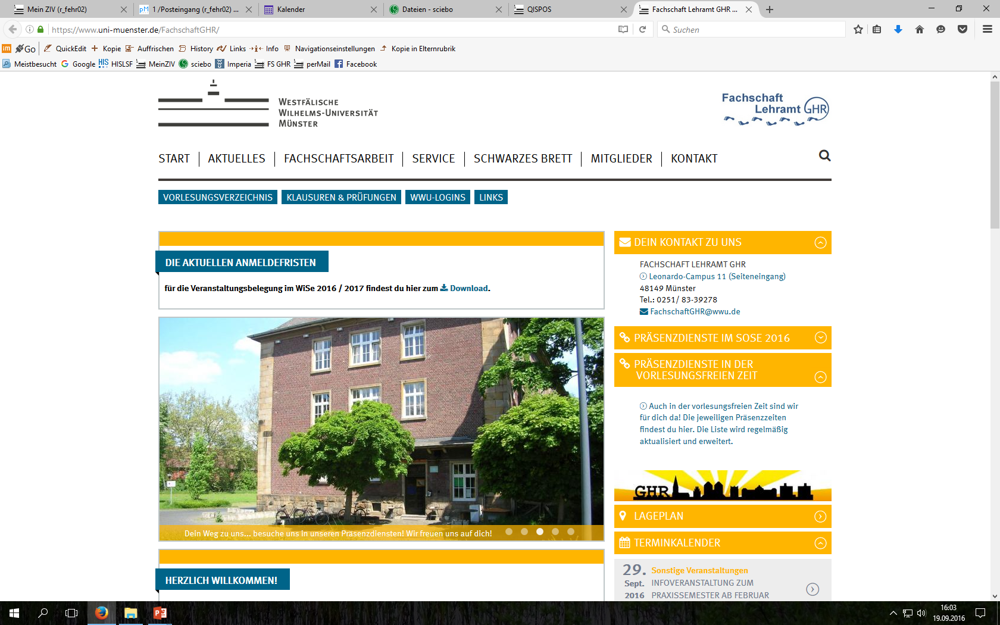 Mein ZIV (r_fehr02)
1 /Posteingang (r_fehr02) ...
Kalender
Dateien - sciebo
QISPOS
Fachschaft Lehramt GHR ...
https://www.uni-muenster.de/FachschaftGHR/
Suchen
im Go QuickEdit Kopie Auffrischen History Links Info Navigationseinstellungen Kopie in Elternrubrik
Meistbesucht Google HISLSF MeinZIV sciebo Imperia FS GHR perMail Facebook
WESTFÄLISCHE
WILHELMS-UNIVERSITÄT
MÜNSTER
Fachschaft
Lehramt GHR
START
AKTUELLES
FACHSCHAFTSARBEIT
SERVICE
SCHWARZES BRETT
MITGLIEDER
KONTAKT
VORLESUNGSVERZEICHNIS
KLAUSUREN & PRÜFUNGEN
WWU-LOGINS
LINKS
DIE AKTUELLEN ANMELDEFRISTEN
für die Veranstaltungsbelegung im WiSe 2016 / 2017 findest du hier zum Download.
Dein Weg zu uns... besuche uns in unseren Präsenzdiensten! Wir freuen uns auf dich!
HERZLICH WILLKOMMEN!
DEIN KONTAKT ZU UNS
FACHSCHAFT LEHRAMT GHR
Leonardo-Campus 11 (Seiteneingang)
48149 Münster
Tel.: 0251/ 83-39278
FachschaftGHR@wwu.de
PRÄSENZDIENSTE IM SOSE 2016
PRÄSENZDIENSTE IN DER
VORLESUNGSFREIEN ZEIT
Auch in der vorlesungsfreien Zeit sind wir
für dich da! Die jeweiligen Präsenzzeiten
findest du hier. Die Liste wird regelmäßig
aktualisiert und erweitert.
GHR
LAGEPLAN
TERMINKALENDER
29. Sonstige Veranstaltungen
Sept. INFOVERANSTALTUNG ZUM
2016 PRAXISSEMESTER AB FEBRUAR
16:03
19.09.2016